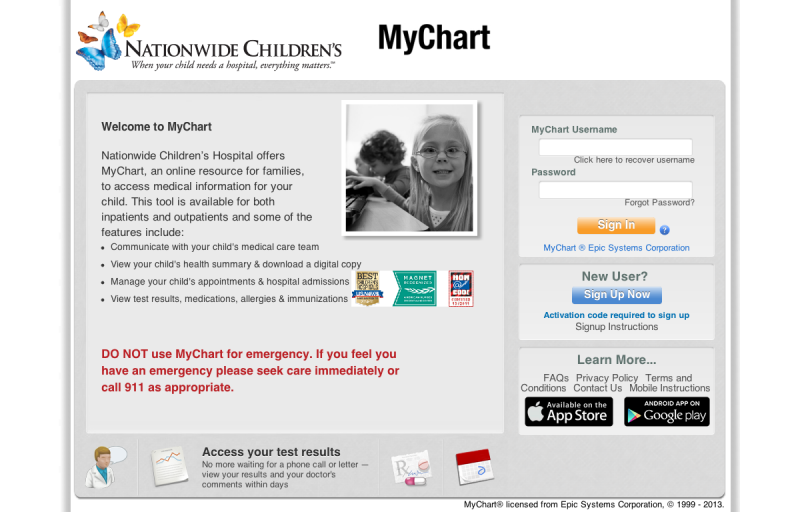 NATIONWIDE CHILDREN'S
When your child needs a hospital, everything matters.™
MyChart
Welcome to MyChart
Nationwide Children's Hospital offers
MyChart, an online resource for families,
to access medical information for your
child. This tool is available for both
inpatients and outpatients and some of the
features include:
• Communicate with your child's medical care team
• View your child's health summary & download a digital copy
• Manage your child's appointments & hospital admissions
• View test results, medications, allergies & immunizations
BEST
CHILDREN'S
HOSPITALS
U.S. NEWS
MAGNET
RECOGNIZED
DO NOT use MyChart for emergency. If you feel you
have an emergency please seek care immediately or
call 911 as appropriate.
MyChart Username
Click here to recover username
Password
Forgot Password?
Sign In
?
MyChart ® Epic Systems Corporation
New User?
Sign Up Now
Activation code required to sign up
Signup Instructions
Learn More...
FAQs Privacy Policy Terms and
Conditions Contact Us Mobile Instructions
Available on the
App Store
ANDROID APP ON
Google play
Access your test results
No more waiting for a phone call or letter —
view your results and your doctor's
comments within days
Rx
MyChart® licensed from Epic Systems Corporation, © 1999 - 2013.